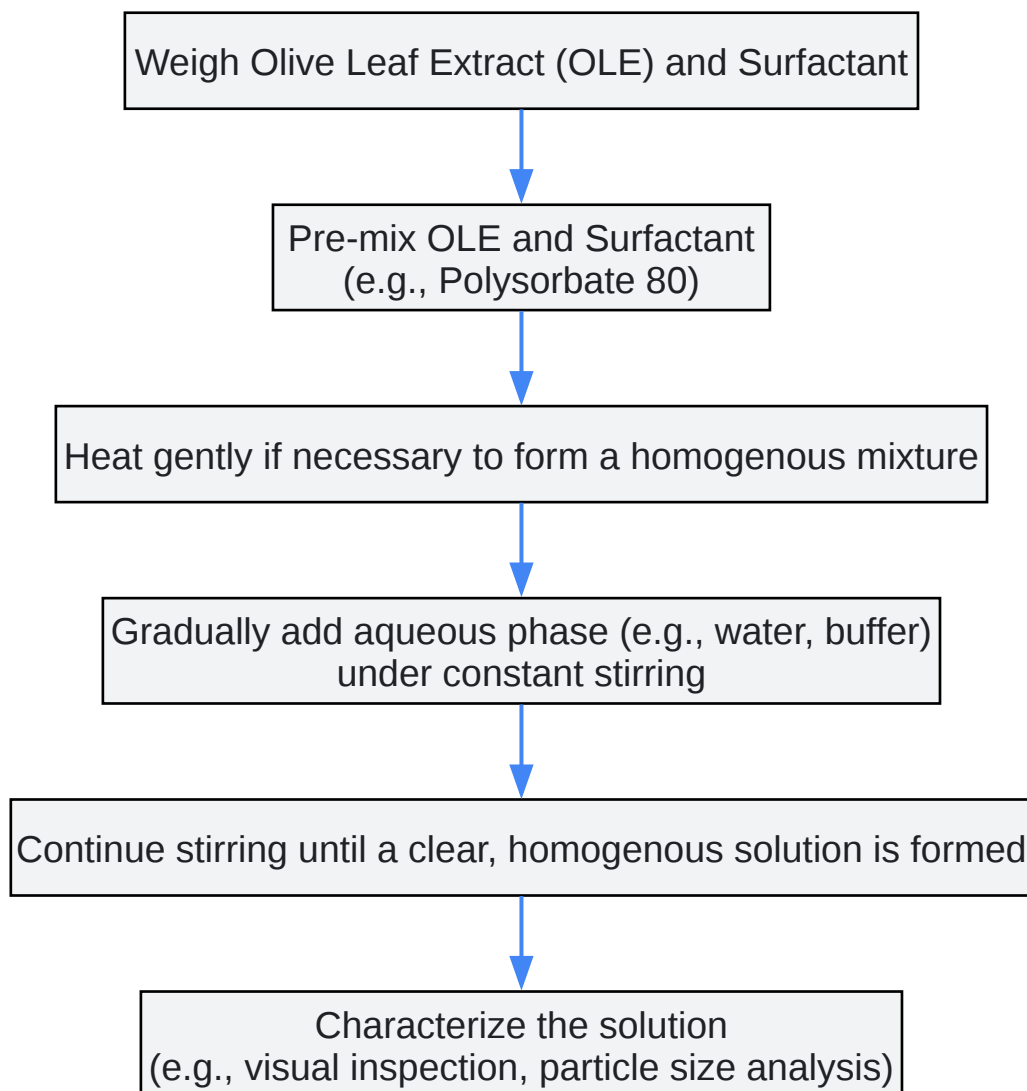 Weigh Olive Leaf Extract (OLE) and Surfactant
Pre-mix OLE and Surfactant
(e.g., Polysorbate 80)
Heat gently if necessary to form a homogenous mixture
Gradually add aqueous phase (e.g., water, buffer)
under constant stirring
Continue stirring until a clear, homogenous solution is formed
Characterize the solution
(e.g., visual inspection, particle size analysis)